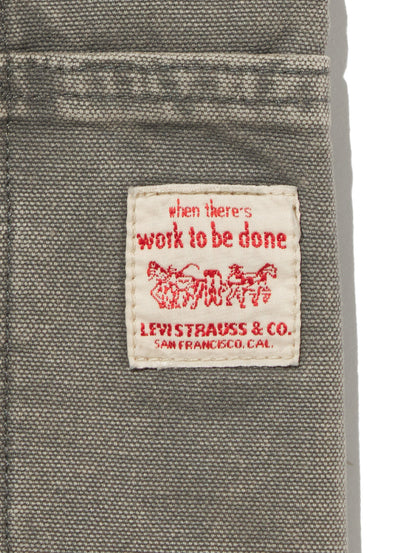 when there's
work to be done
LEVI STRAUSS & CO.
SAN FRANCISCO, CAL.